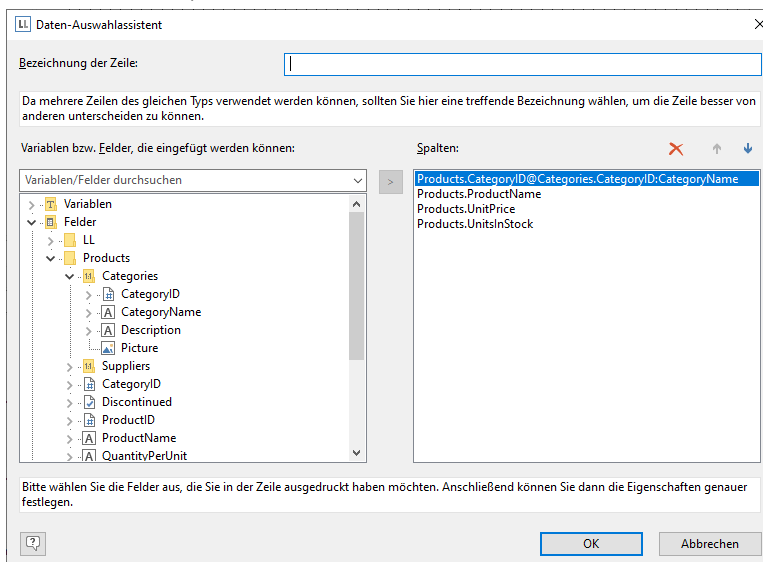 LL Daten-Auswahlassistent
Bezeichnung der Zeile:
Da mehrere Zeilen des gleichen Typs verwendet werden können, sollten Sie hier eine treffende Bezeichnung wählen, um die Zeile besser von
anderen unterscheiden zu können.
Variablen bzw. Felder, die eingefügt werden können:
Spalten:
Variablen/Felder durchsuchen
>
Products.CategoryID@Categories.CategoryID:CategoryName
Products.ProductName
Products.UnitPrice
Products.UnitsInStock
T Variablen
Felder
LL
Products
1:1 Categories
# CategoryID
A CategoryName
A Description
Picture
1:1 Suppliers
# CategoryID
Discontinued
# ProductID
A ProductName
A QuantityPerUnit
Bitte wählen Sie die Felder aus, die Sie in der Zeile ausgedruckt haben möchten. Anschließend können Sie dann die Eigenschaften genauer
festlegen.
?
OK
Abbrechen